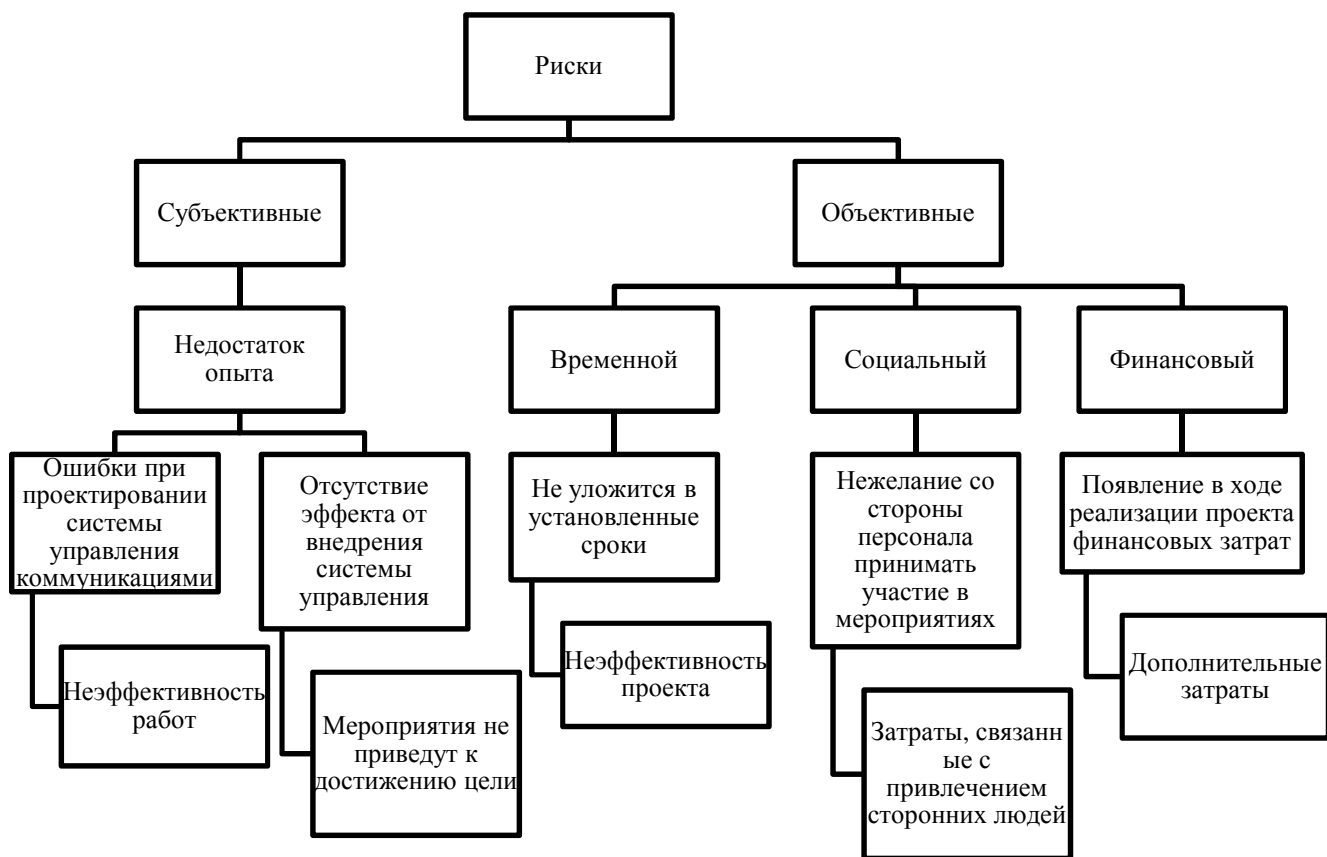 Риски
Субъективные
Объективные
Недостаток
опыта
Временной
Социальный
Финансовый
Ошибки при
проектировании
системы
управления
коммуникациями
Отсутствие
эффекта от
внедрения
системы
управления
Не уложится в
установленные
сроки
Нежелание со
стороны
персонала
принимать
участие в
мероприятиях
Появление в ходе
реализации проекта
финансовых затрат
Неэффективность
работ
Мероприятия не
приведут к
достижению цели
Неэффективность
проекта
Затраты, связанн
ые с
привлечением
сторонних людей
Дополнительные
затраты